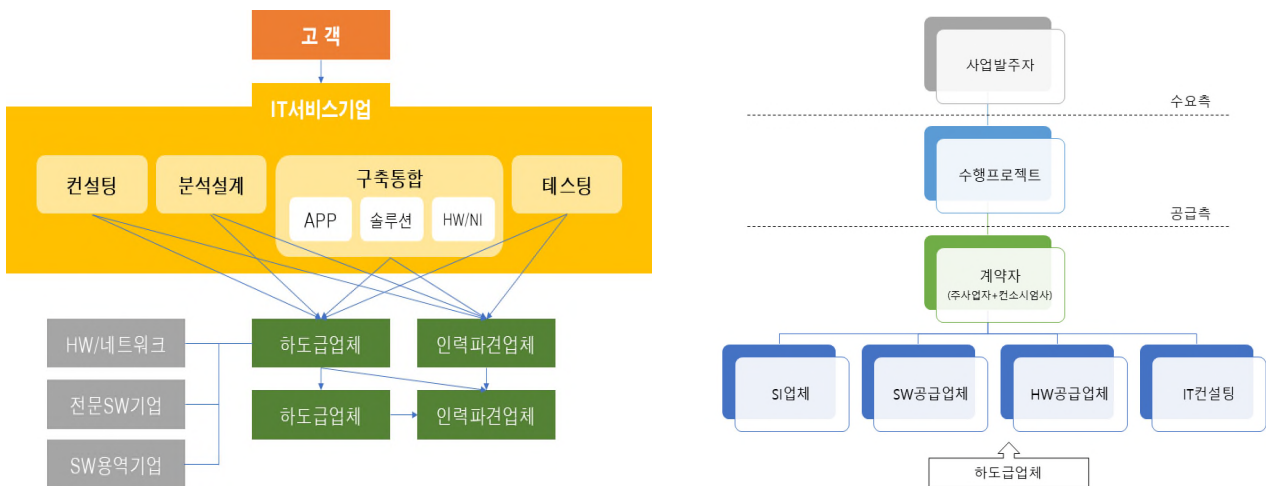 고 객
IT서비스기업
컨설팅
분석설계
구축통합
APP
솔루션
HW/NI
테스팅
HW/네트워크
하도급업체
인력파견업체
전문SW기업
하도급업체
인력파견업체
SW용역기업
사업발주자
수요측
수행프로젝트
공급측
계약자
(주사업자+컨소시엄사)
SI업체
SW공급업체
HW공급업체
IT컨설팅
하도급업체